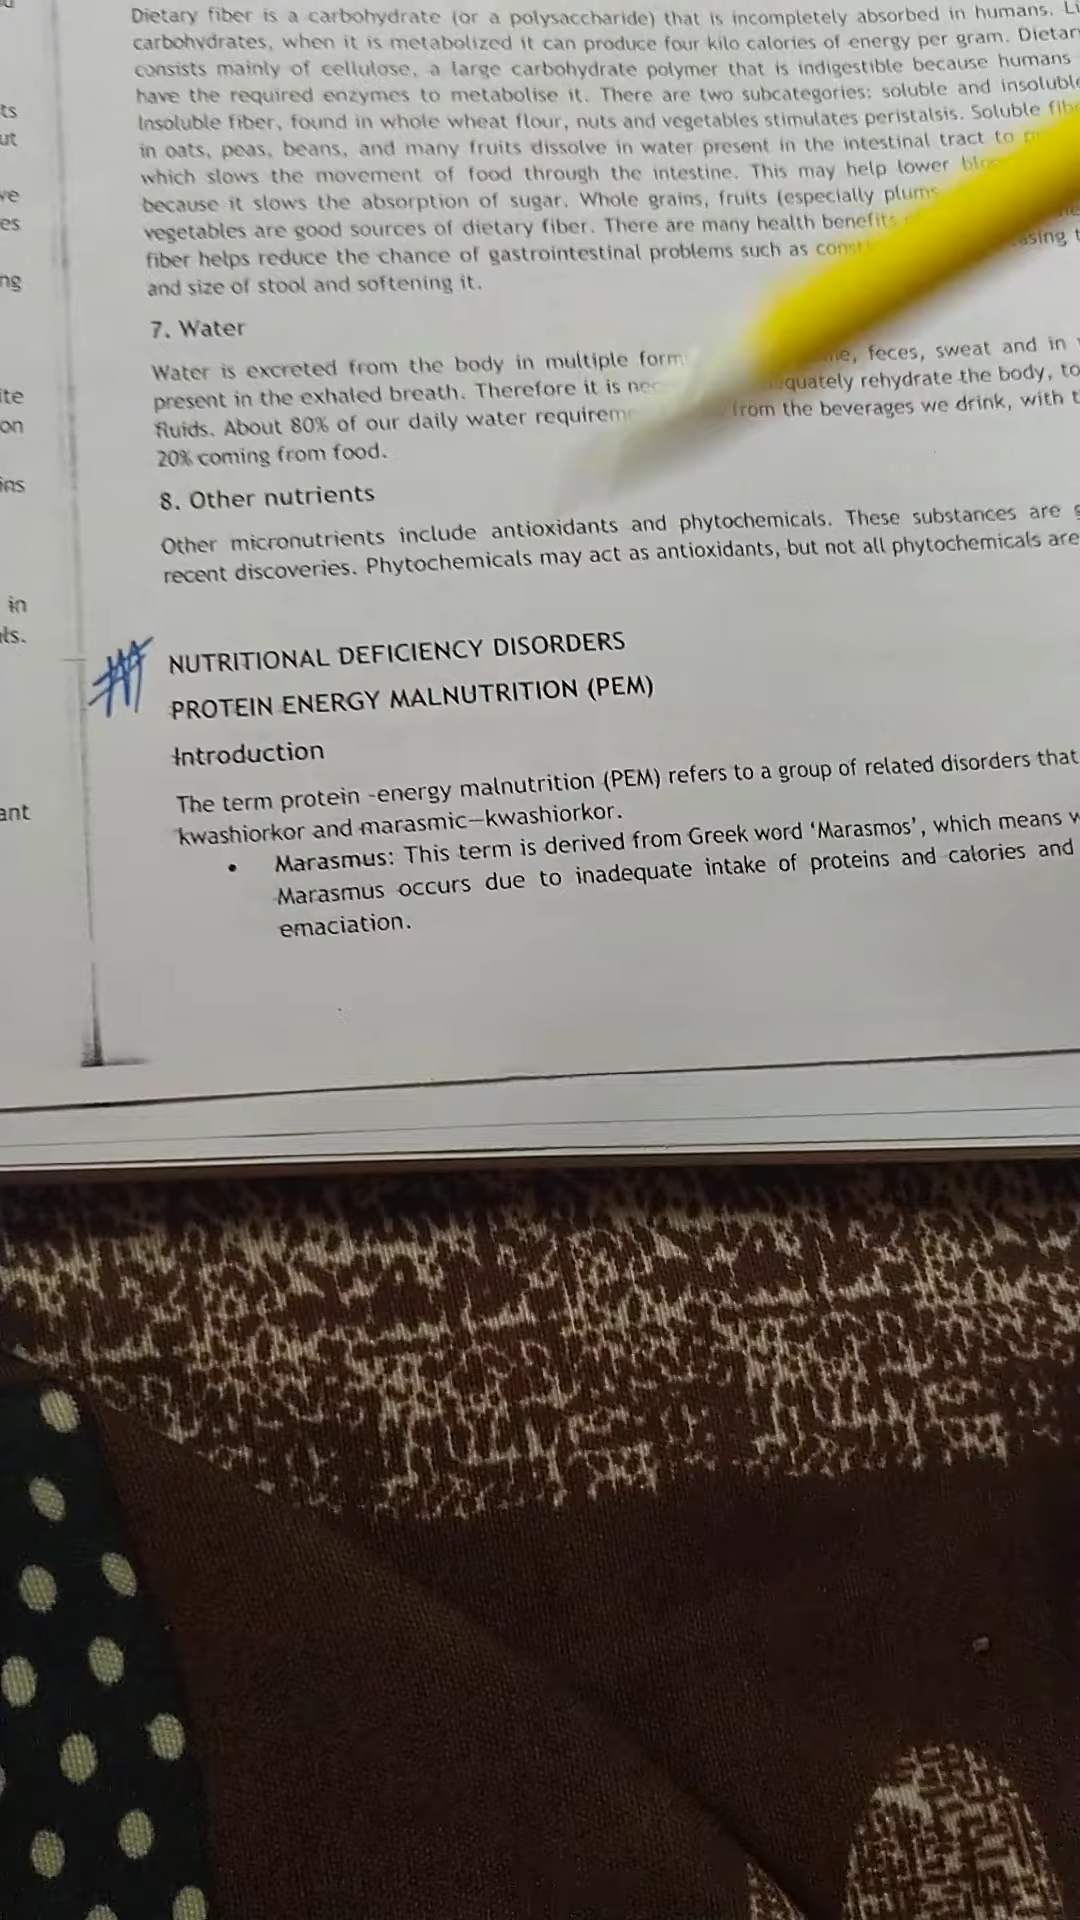 ts
ut
ve
es
ng
ite
on
ins
in
ls.
ant
Dietary fiber is a carbohydrate (or a polysaccharide) that is incompletely absorbed in humans.
carbohydrates, when it is metabolized it can produce four kilo calories of energy per gram.
consists mainly of cellulose, a large carbohydrate polymer that is indigestible because humans
have the required enzymes to metabolise it. There are two subcategories: soluble and
Insoluble fiber, found in whole wheat flour, nuts and vegetables stimulates peristalsis. Soluble
in oats, peas, beans, and many fruits dissolve in water present in the intestinal tract to
which slows the movement of food through the intestine. This may help lower
because it slows the absorption of sugar. Whole grains, fruits (especially plums
vegetables are good sources of dietary fiber. There are many health benefits
fiber helps reduce the chance of gastrointestinal problems such as
and size of stool and softening it.
7. Water
Water is excreted from the body in multiple feces, sweat and in
present in the exhaled breath. Therefore it is rehydrate the body, to
fluids. About 80% of our daily water from the beverages we drink, with
20% coming from food.
8. Other nutrients
Other micronutrients include antioxidants and phytochemicals. These substances are
recent discoveries. Phytochemicals may act as antioxidants, but not all phytochemicals are
NUTRITIONAL DEFICIENCY DISORDERS
PROTEIN ENERGY MALNUTRITION (PEM)
Introduction
The term protein -energy malnutrition (PEM) refers to a group of related disorders that
kwashiorkor and marasmic—kwashiorkor.
• Marasmus: This term is derived from Greek word ‘Marasmos’, which means
Marasmus occurs due to inadequate intake of proteins and calories and
emaciation.